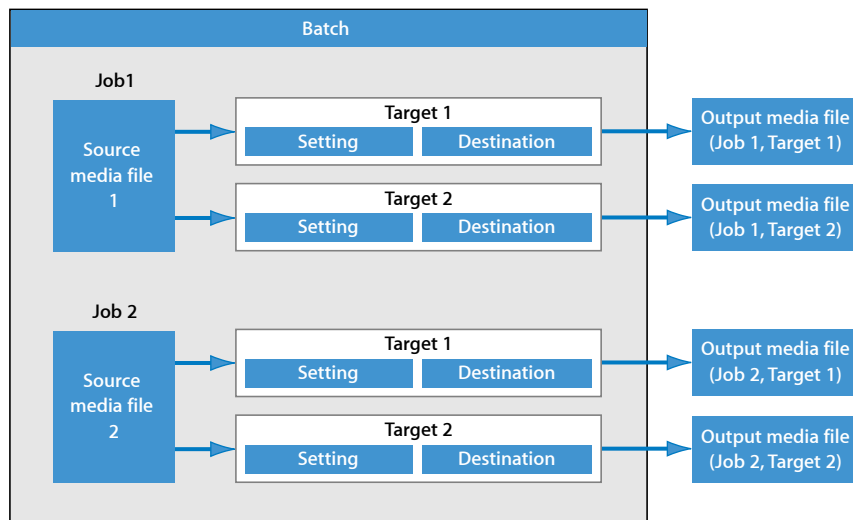 Batch
Job1
Source
media file
1
Target 1
Setting
Destination
Output media file
(Job 1, Target 1)
Target 2
Setting
Destination
Output media file
(Job 1, Target 2)
Job 2
Source
media file
2
Target 1
Setting
Destination
Output media file
(Job 2, Target 1)
Target 2
Setting
Destination
Output media file
(Job 2, Target 2)